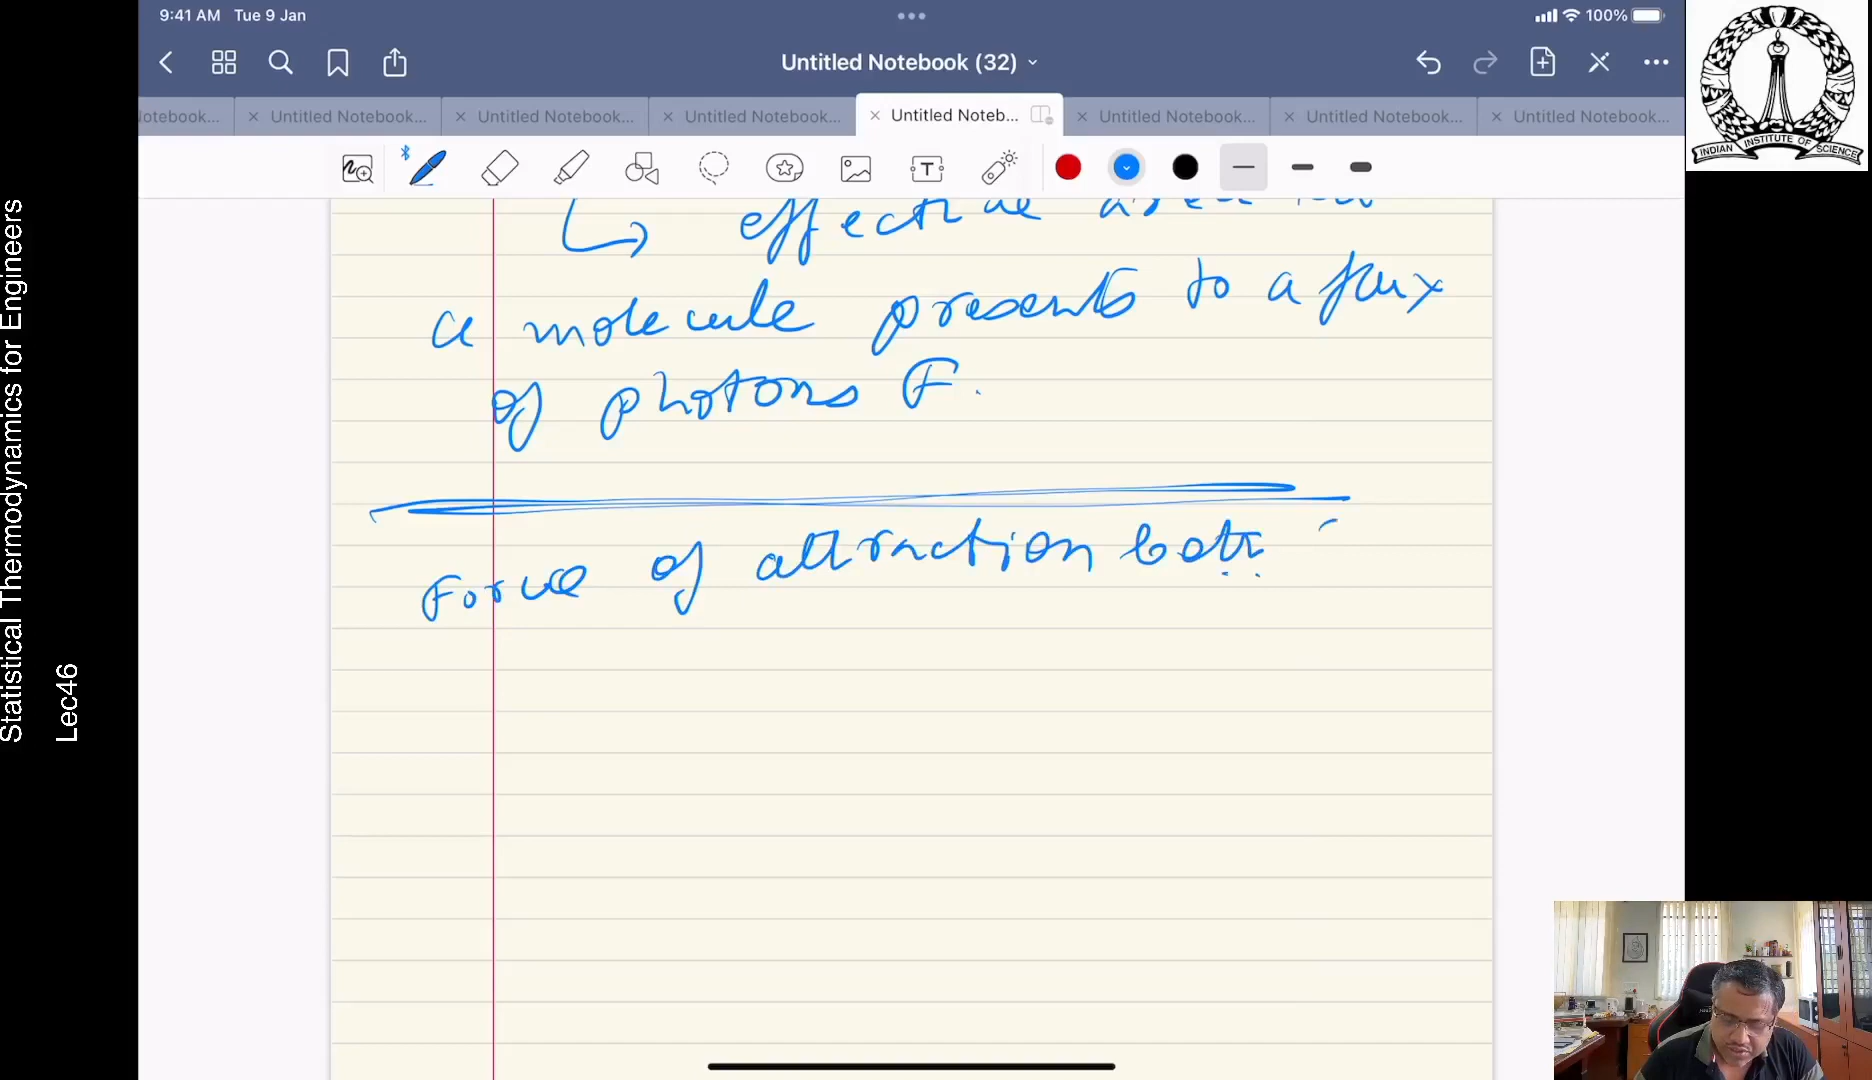 9:41 AM Tue 9 Jan
100%
Untitled Notebook (32)
otebook...
Untitled Notebook...
Untitled Notebook...
Untitled Notebook...
Untitled Noteb...
Untitled Notebook...
Untitled Notebook...
Untitled Notebook...
T
INDIAN INSTITUTE OF SCIENCE
Statistical Thermodynamics for Engineers
Lec46
effective area
a molecule presents to a flux
of photons F.
Force of attraction betn